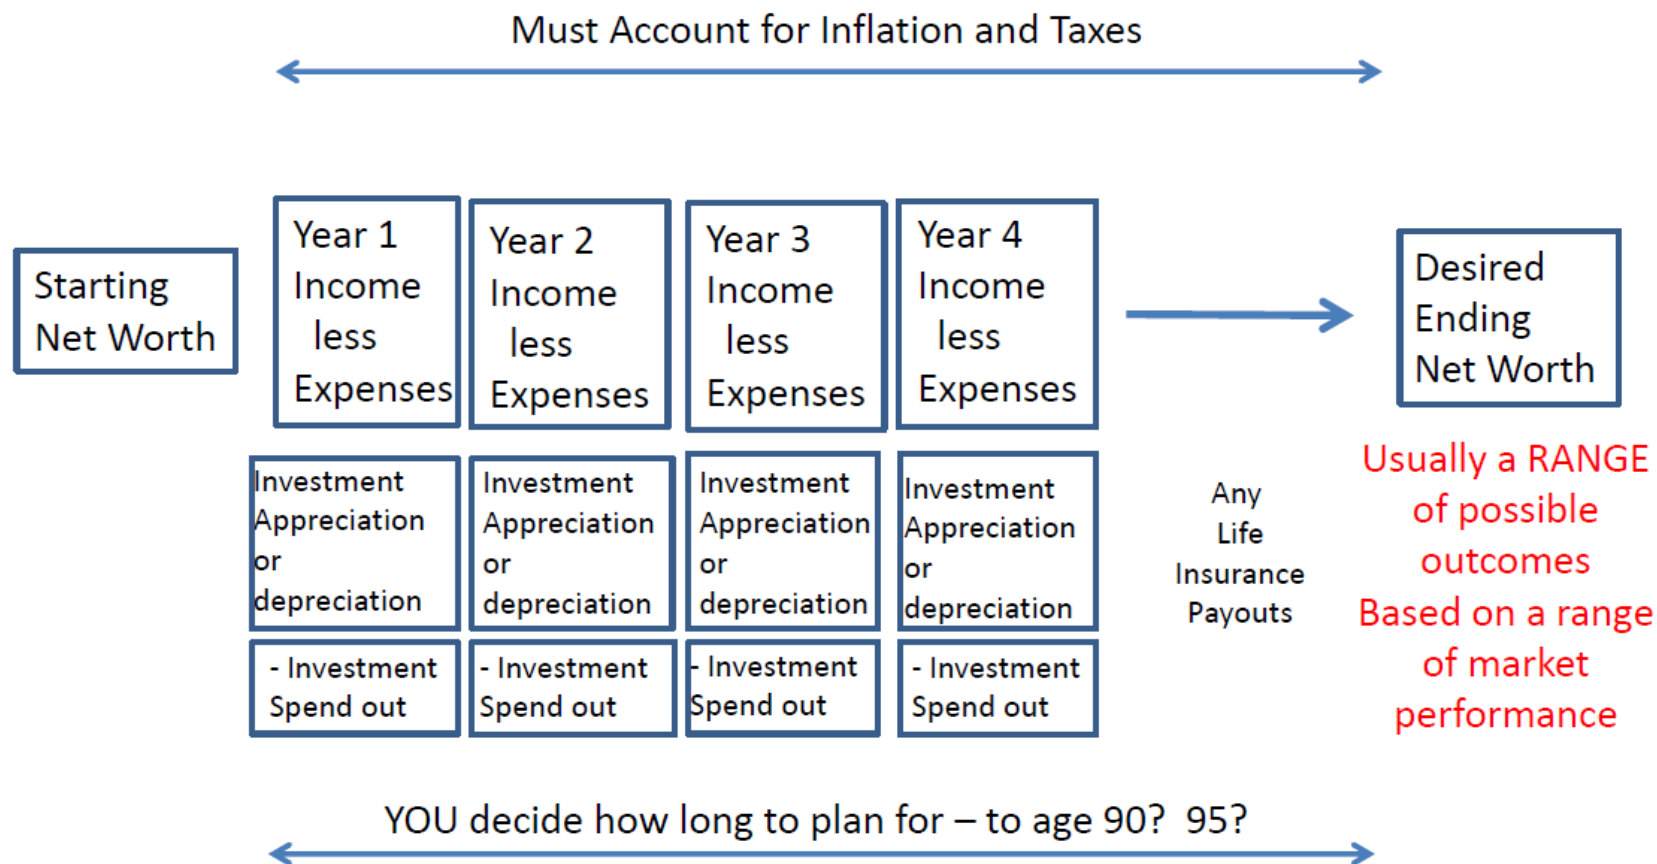 Must Account for Inflation and Taxes
Starting
Net Worth
Year 1
Income
less
Expenses
Year 2
Income
less
Expenses
Year 3
Income
less
Expenses
Year 4
Income
less
Expenses
Desired
Ending
Net Worth
Investment
Appreciation
or
depreciation
Investment
Appreciation
or
depreciation
Investment
Appreciation
or
depreciation
Investment
Appreciation
or
depreciation
Any
Life
Insurance
Payouts
Usually a RANGE
of possible
outcomes
Based on a range
of market
performance
- Investment
Spend out
- Investment
Spend out
- Investment
Spend out
- Investment
Spend out
YOU decide how long to plan for – to age 90?  95?